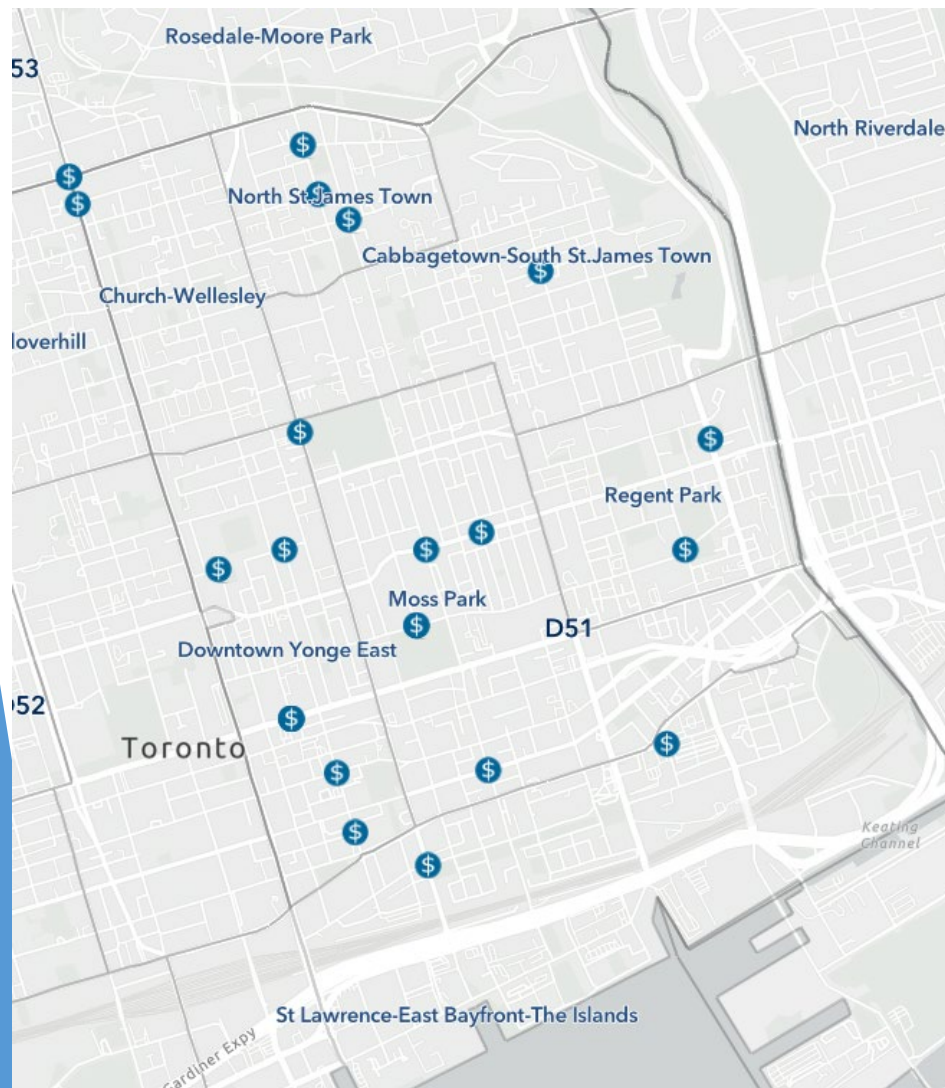 Rosedale-Moore Park
53
North Riverdale
$
$
$
North St.James Town
$
$
Cabbagetown-South St.James Town
$
Church-Wellesley
loverhill
$
$
Regent Park
$
$
$
$
$
Moss Park
$
D51
Downtown Yonge East
52
$
Toronto
$
$
$
$
Keating
Channel
$
St Lawrence-East Bayfront-The Islands
Gardiner Expy